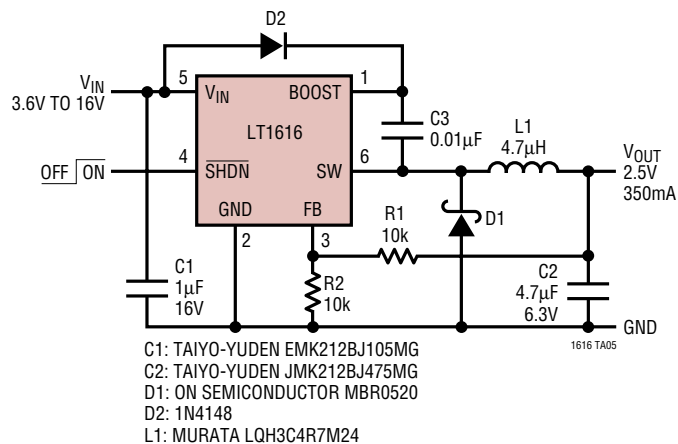 D2
V_IN
3.6V TO 16V
5
1
V_IN
BOOST
LT1616
C3
0.01µF
L1
4.7µH
OFF ON
4
SHDN
SW
6
V_OUT
2.5V
350mA
GND
FB
2
3
R1
10k
D1
C1
1µF
16V
R2
10k
C2
4.7µF
6.3V
GND
1616 TA05
C1: TAIYO-YUDEN EMK212BJ105MG
C2: TAIYO-YUDEN JMK212BJ475MG
D1: ON SEMICONDUCTOR MBR0520
D2: 1N4148
L1: MURATA LQH3C4R7M24